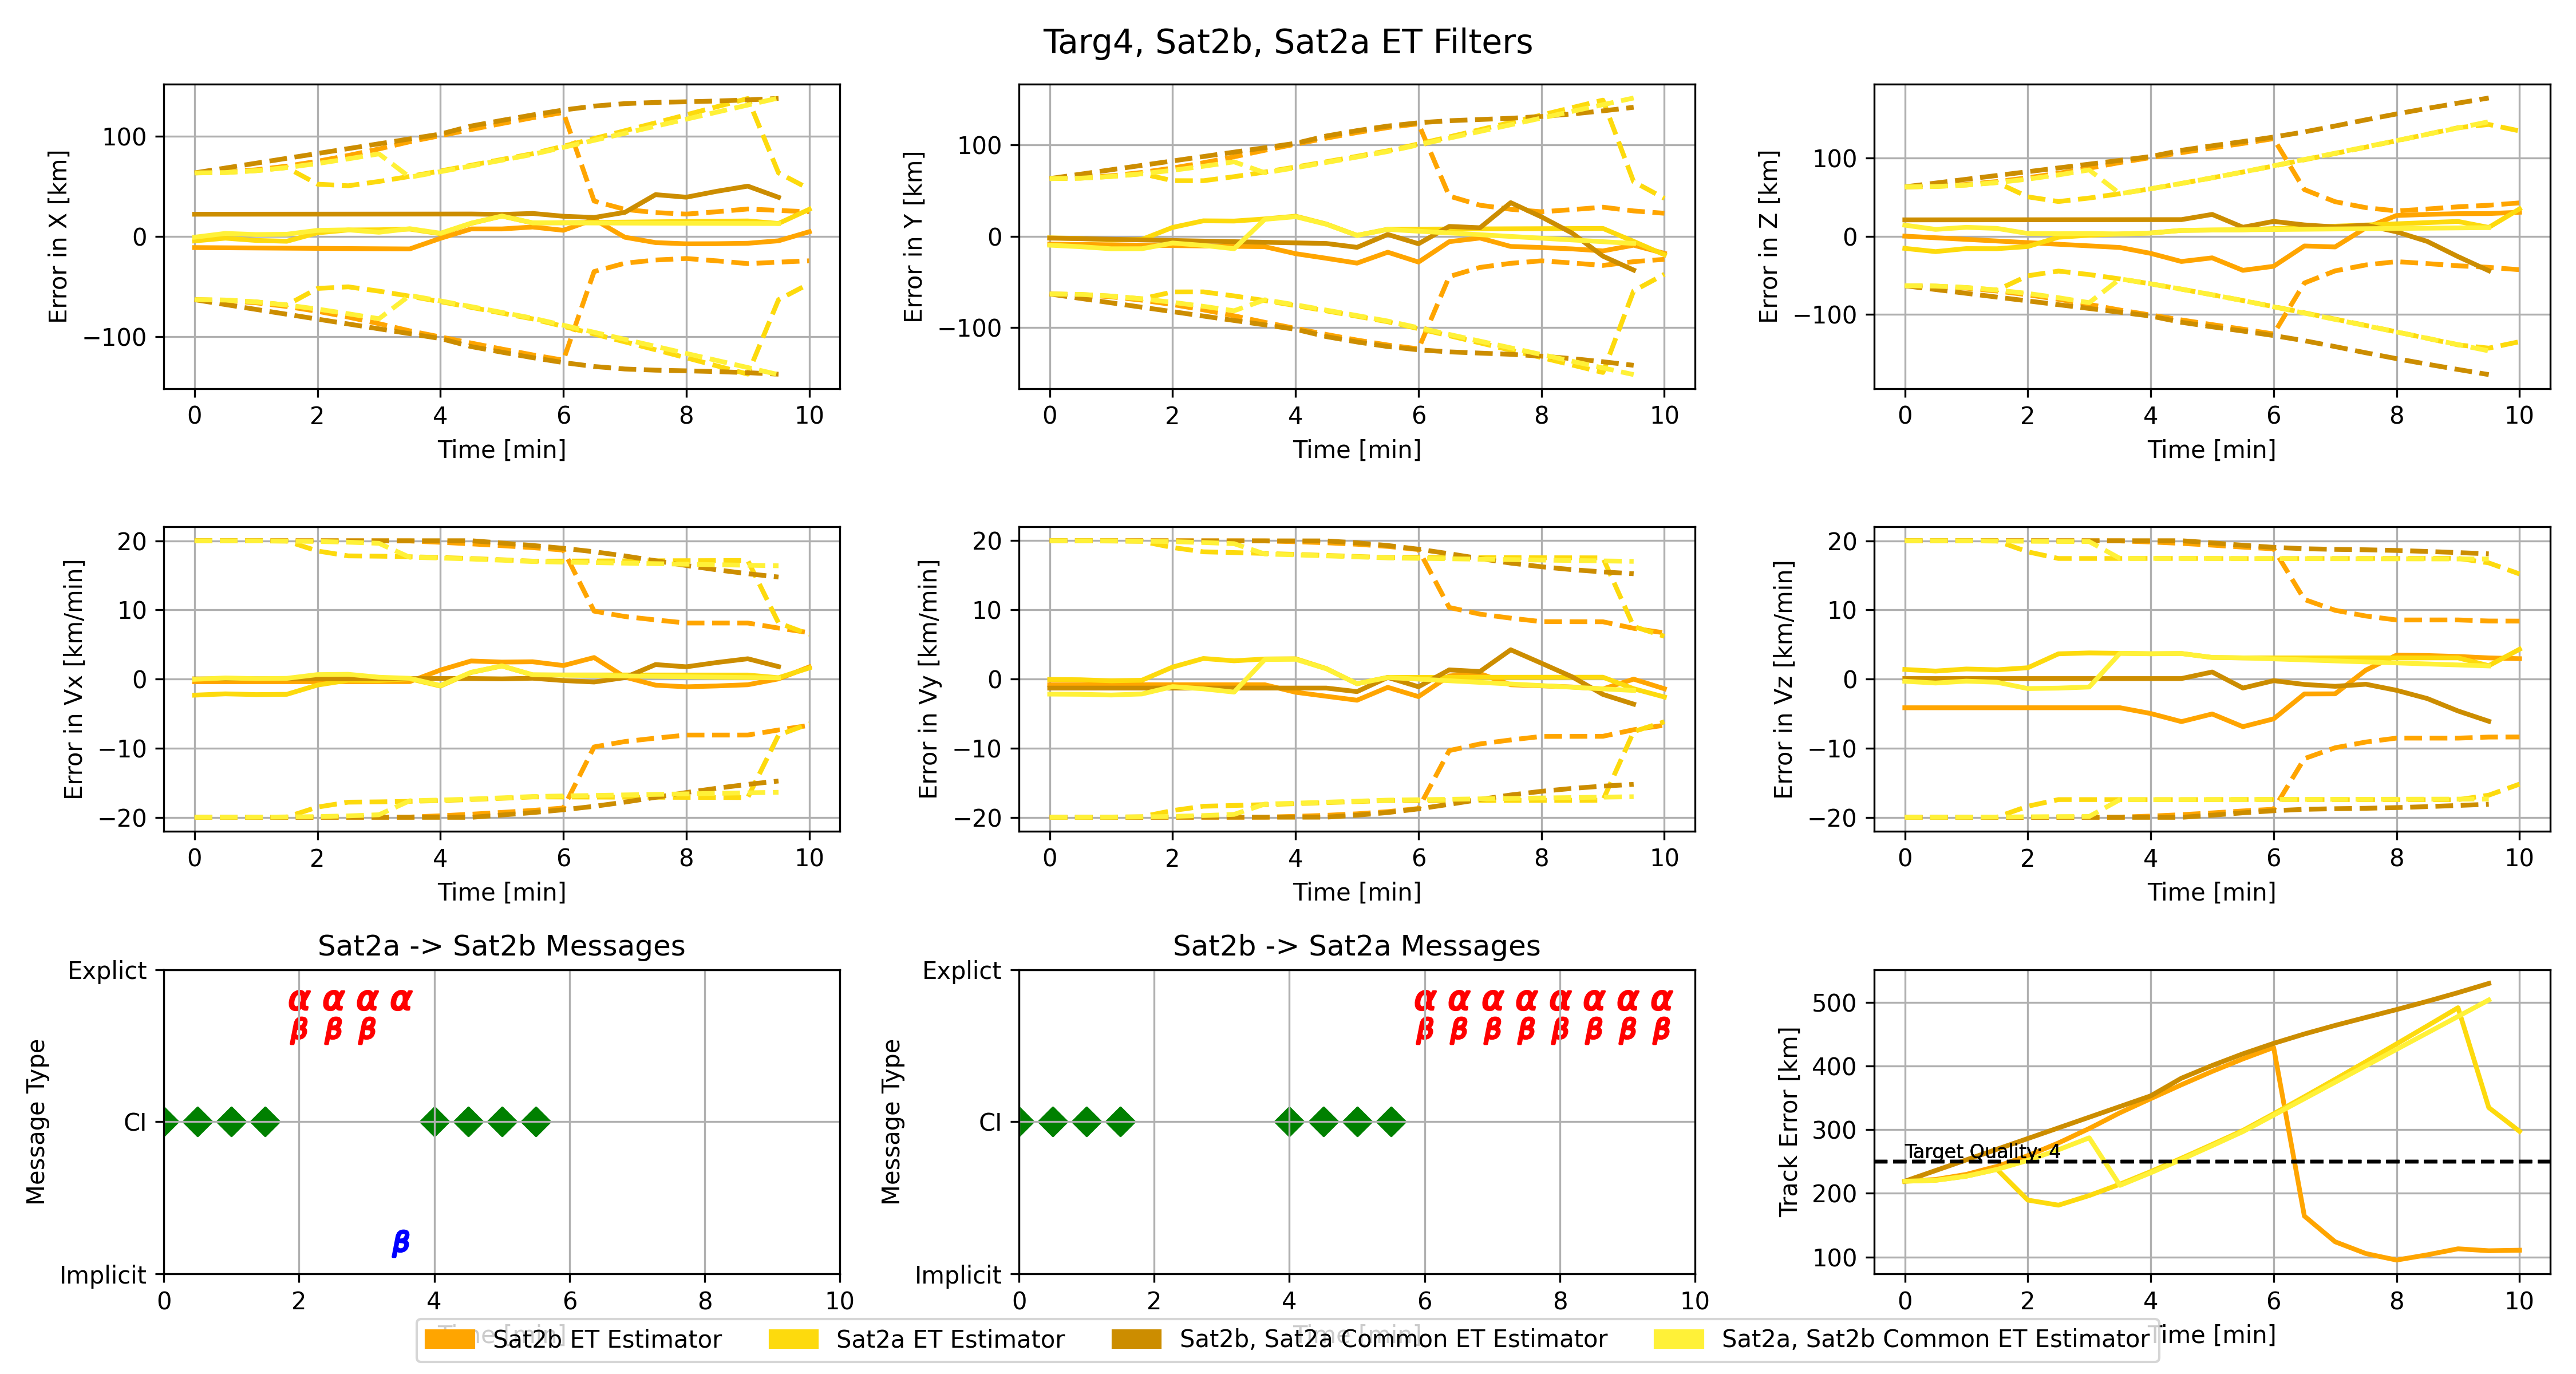 Targ4, Sat2b, Sat2a ET Filters
Error in X [km]
100
0
−100
0 2 4 6 8 10
Time [min]
Error in Y [km]
100
0
−100
0 2 4 6 8 10
Time [min]
Error in Z [km]
100
0
−100
0 2 4 6 8 10
Time [min]
Error in Vx [km/min]
20
10
0
−10
−20
0 2 4 6 8 10
Time [min]
Error in Vy [km/min]
20
10
0
−10
−20
0 2 4 6 8 10
Time [min]
Error in Vz [km/min]
20
10
0
−10
−20
0 2 4 6 8 10
Time [min]
Sat2a -> Sat2b Messages
Message Type
Explict
α α α α
β β β
CI
β
Implicit
0 2 4 6 8 10
Time [min]
Sat2b -> Sat2a Messages
Message Type
Explict
α α α α α α α α
β β β β β β β β
CI
Implicit
0 2 4 6 8 10
Time [min]
Track Error [km]
500
400
300
Target Quality: 4
200
100
0 2 4 6 8 10
Time [min]
Sat2b ET Estimator
Sat2a ET Estimator
Sat2b, Sat2a Common ET Estimator
Sat2a, Sat2b Common ET Estimator